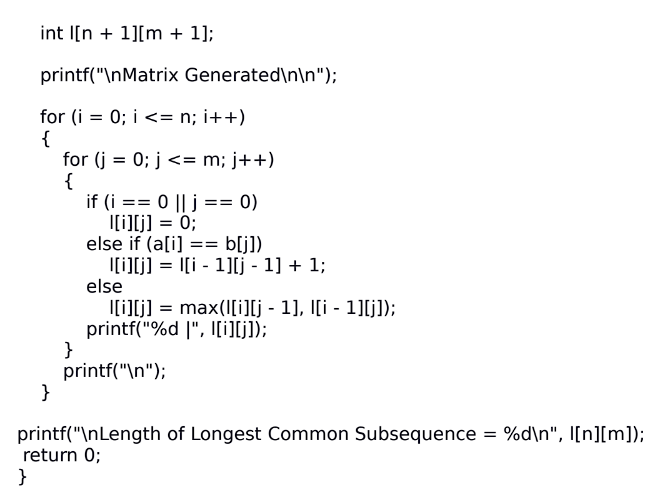 int l[n + 1][m + 1];
printf("\nMatrix Generated\n\n");
for (i = 0; i <= n; i++)
{
for (j = 0; j <= m; j++)
{
if (i == 0 || j == 0)
l[i][j] = 0;
else if (a[i] == b[j])
l[i][j] = l[i - 1][j - 1] + 1;
else
l[i][j] = max(l[i][j - 1], l[i - 1][j]);
printf("%d |", l[i][j]);
}
printf("\n");
}
printf("\nLength of Longest Common Subsequence = %d\n", l[n][m]);
return 0;
}